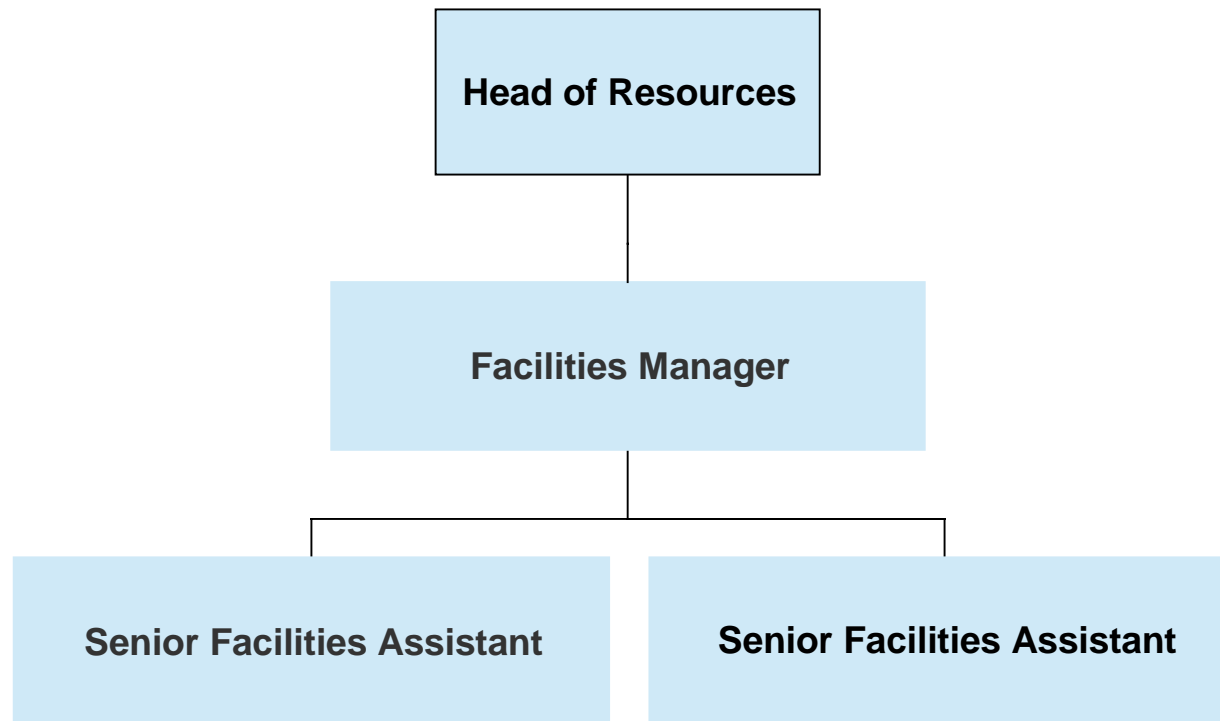 Head of Resources
Facilities Manager
Senior Facilities Assistant
Senior Facilities Assistant